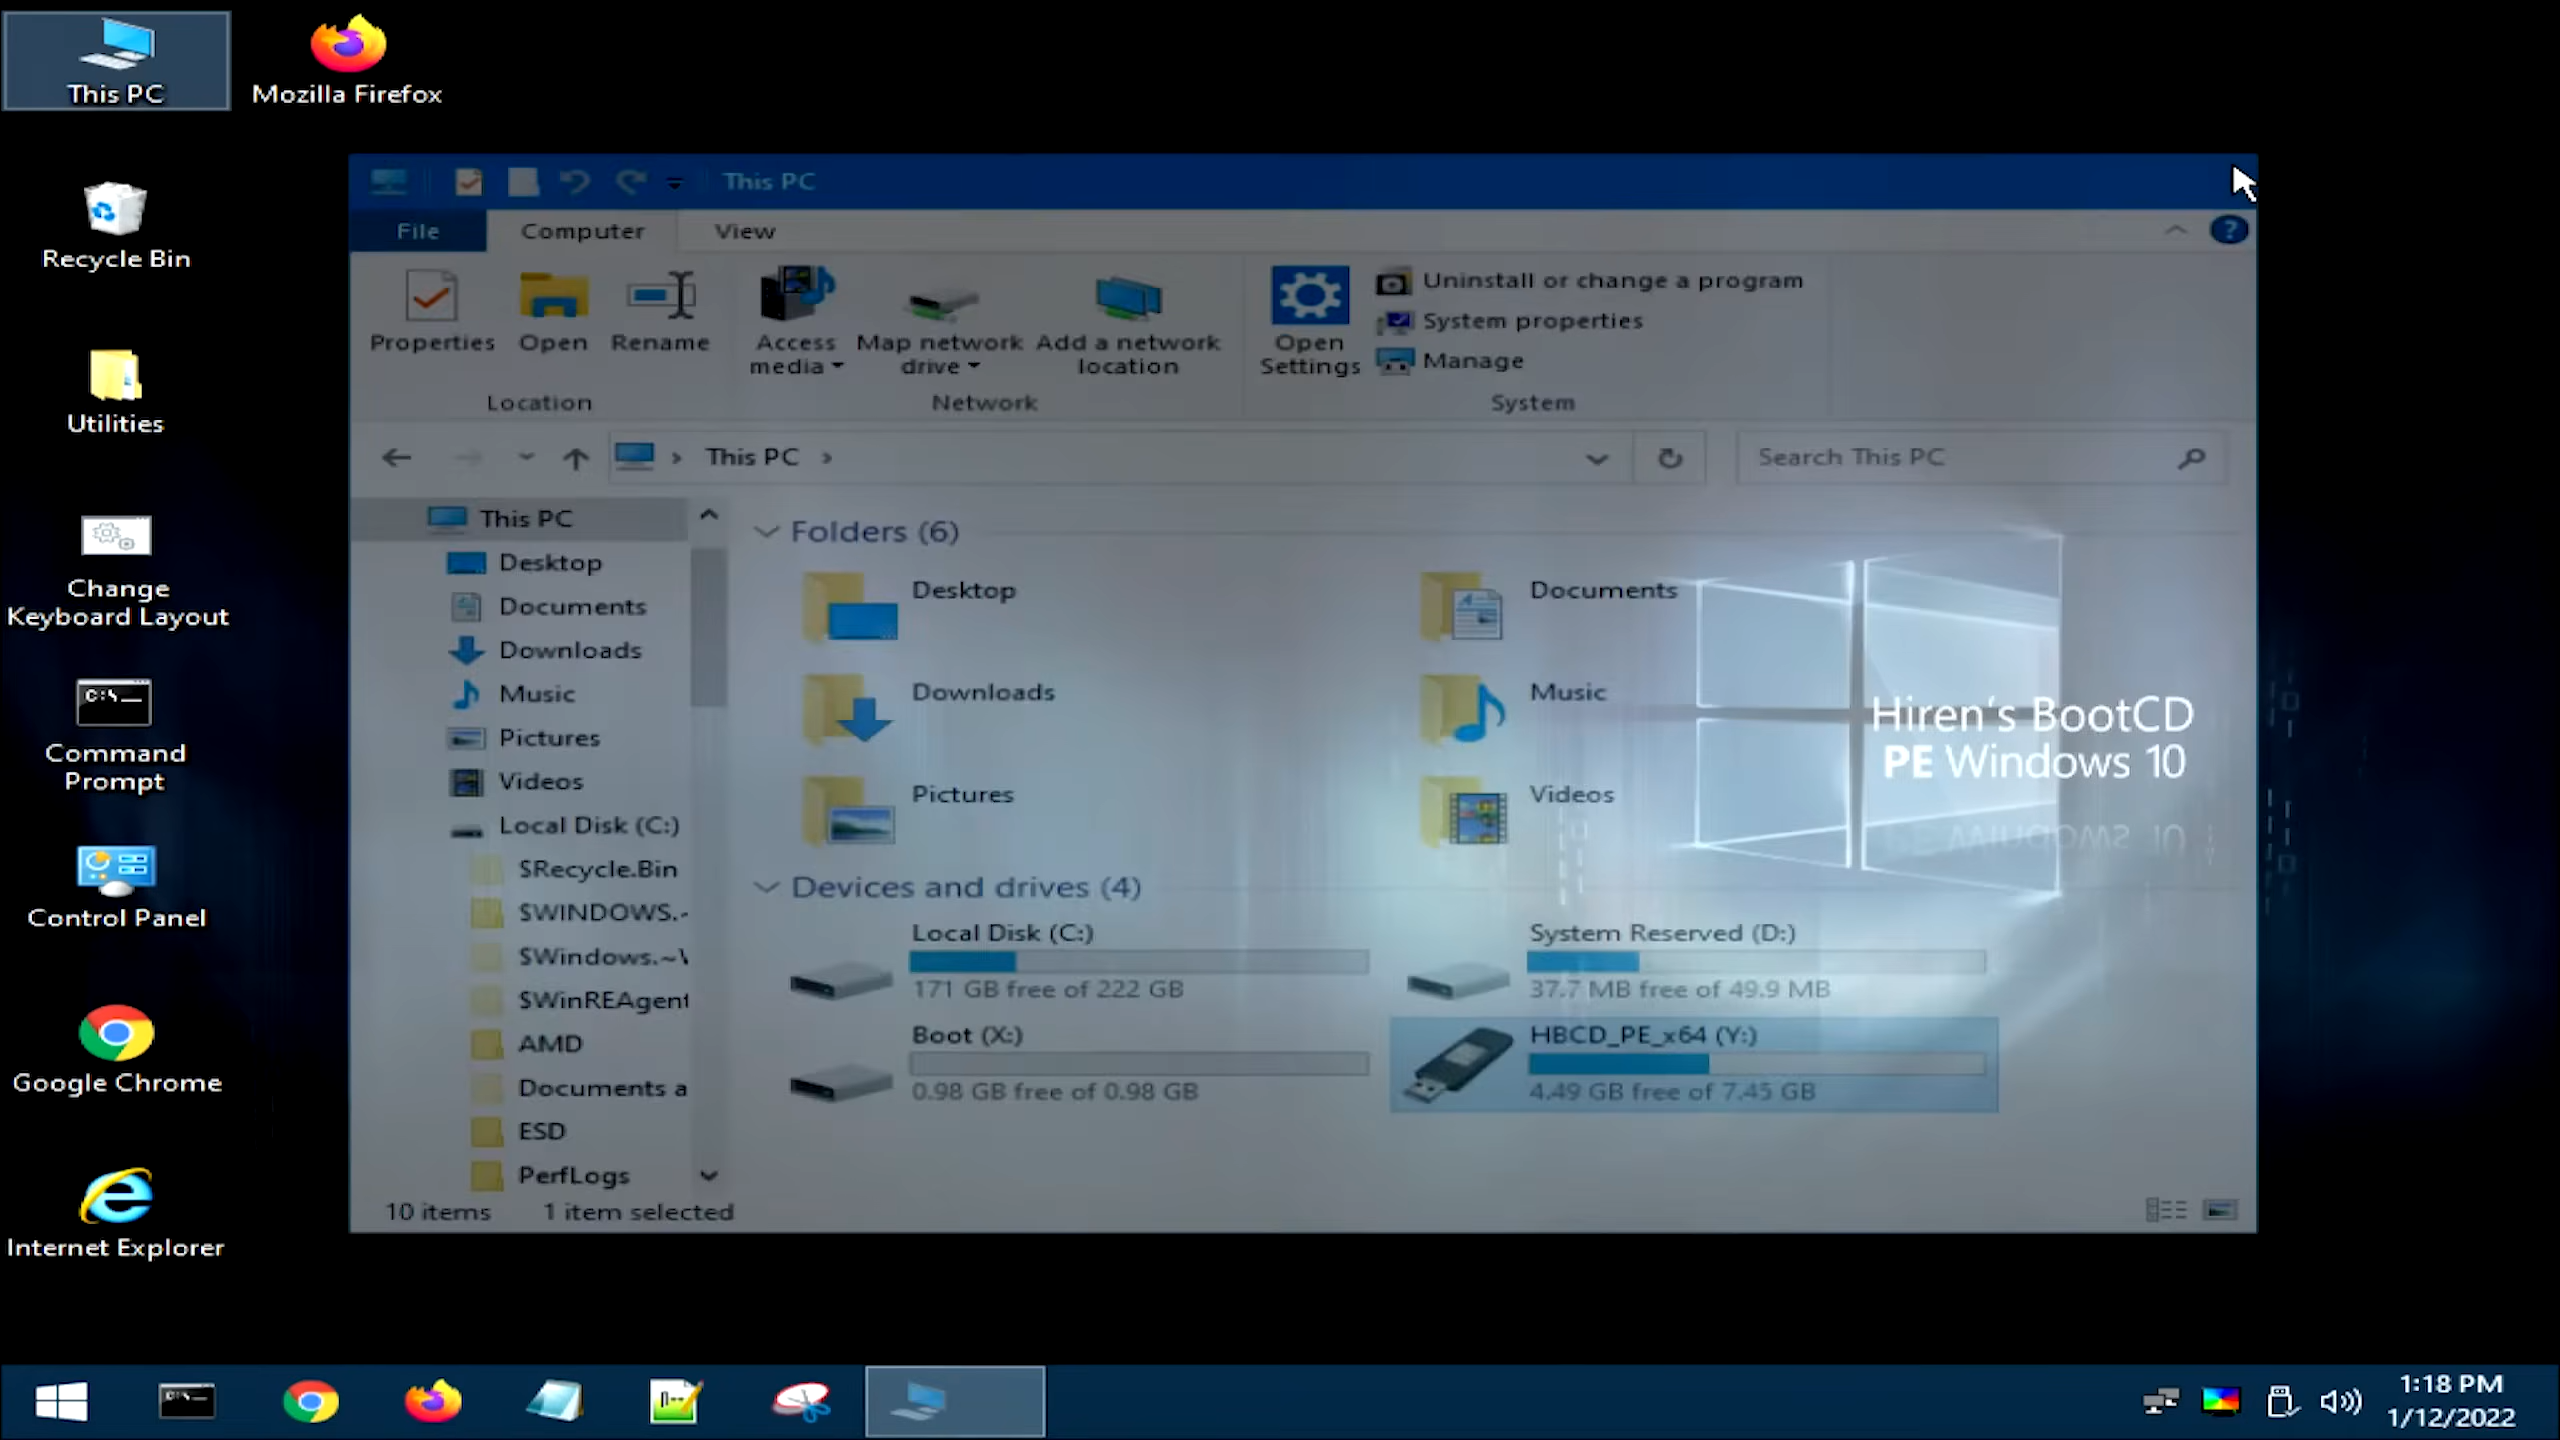 This PC
Mozilla Firefox
Recycle Bin
Utilities
Change
Keyboard Layout
C:\_
Command
Prompt
Control Panel
Google Chrome
Internet Explorer
This PC
File
Computer
View
?
Properties
Open
Rename
Access
media
Map network
drive
Add a network
location
Open
Settings
Uninstall or change a program
System properties
Manage
Location
Network
System
This PC
Search This PC
This PC
Desktop
Documents
Downloads
Music
Pictures
Videos
Local Disk (C:)
$Recycle.Bin
$WINDOWS.~
$Windows.~\
$WinREAgent
AMD
Documents a
ESD
PerfLogs
Folders (6)
Desktop
Documents
Downloads
Music
Pictures
Videos
Devices and drives (4)
Local Disk (C:)
171 GB free of 222 GB
System Reserved (D:)
37.7 MB free of 49.9 MB
Boot (X:)
0.98 GB free of 0.98 GB
HBCD_PE_x64 (Y:)
4.49 GB free of 7.45 GB
Hiren's BootCD
PE Windows 10
10 items
1 item selected
1:18 PM
1/12/2022